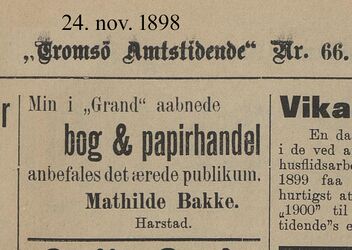 24. nov. 1898
„Tromsö Amtstidende“ Nr. 66.
r
Min i „Grand“ aabnede
bog & papirhandel
anbefales det ærede publikum.
Mathilde Bakke.
Harstad.
Vika
En da
i de ved a
husflidsarbe
1899 faa
hurtigst at
„1900” til
tidende”s e